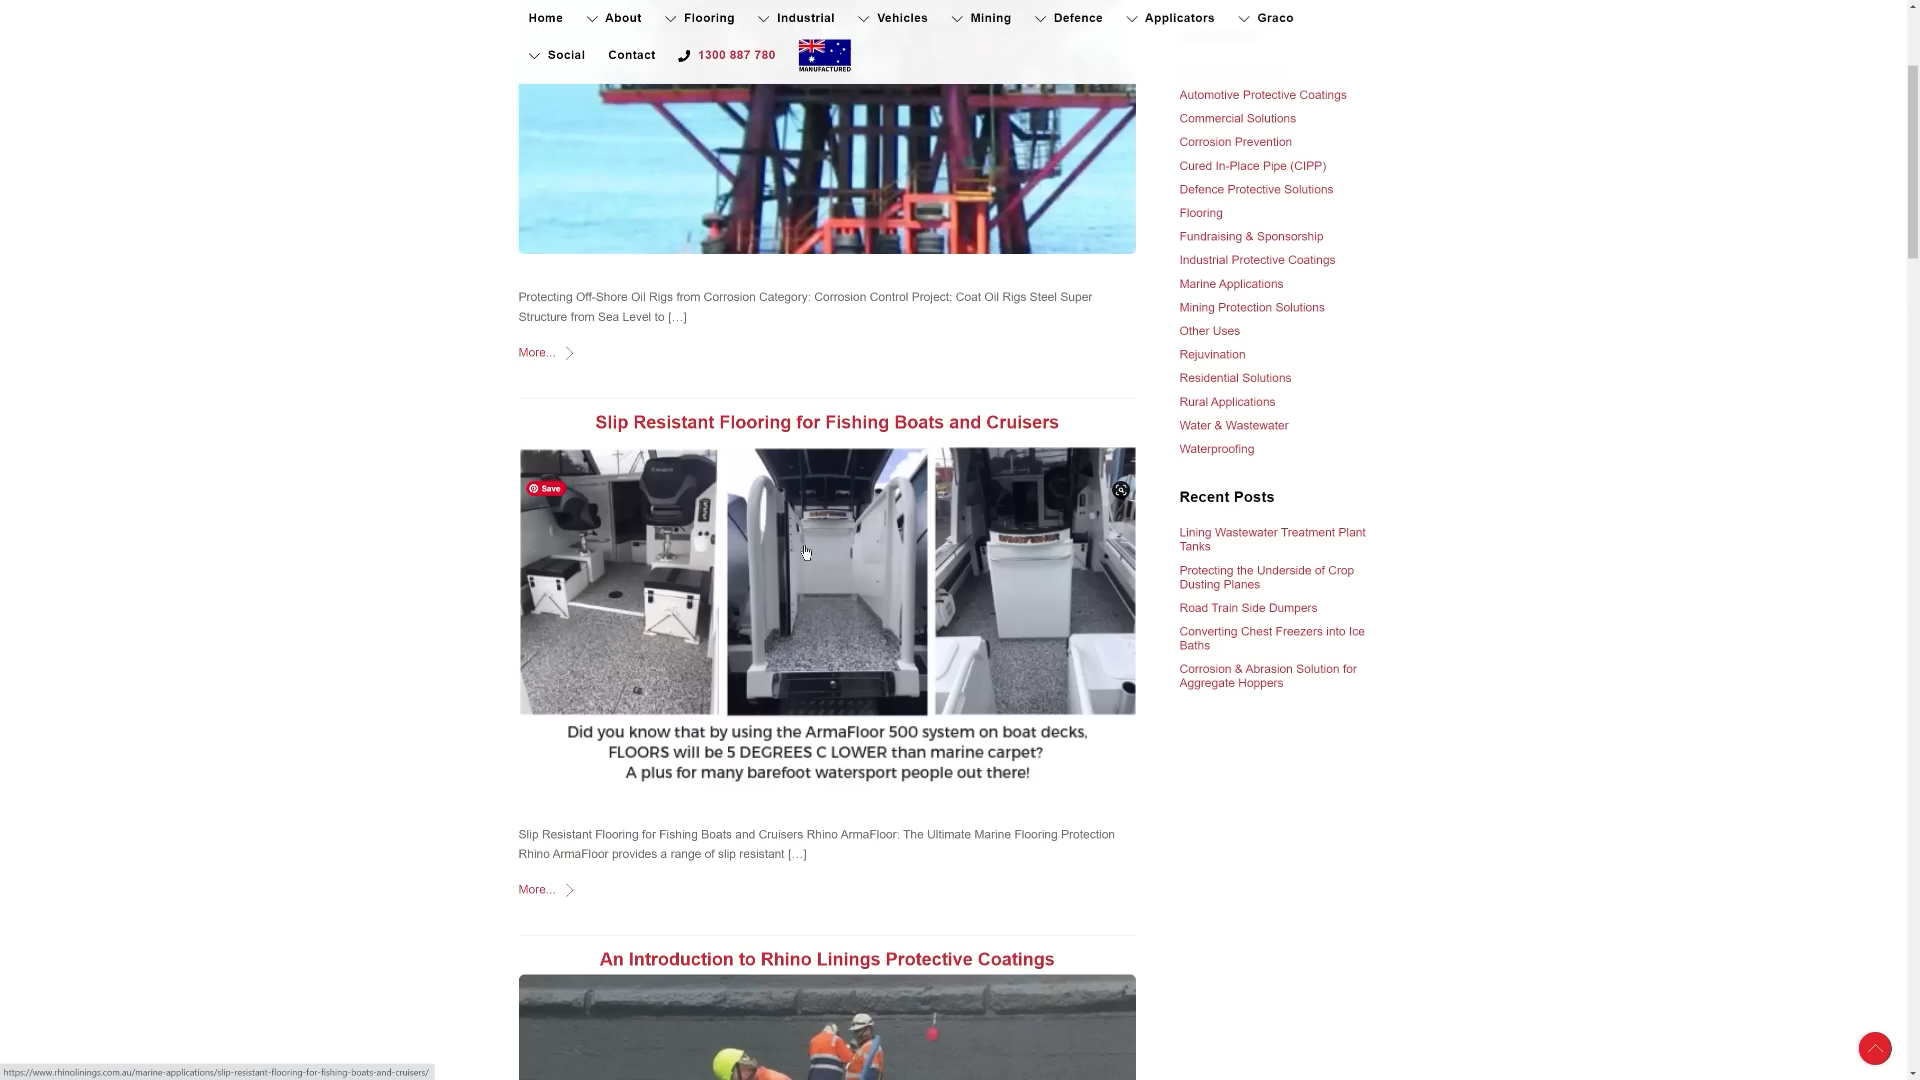 Home
About
Flooring
Industrial
Vehicles
Mining
Defence
Applicators
Graco
Social
Contact
1300 887 780
MANUFACTURED
Protecting Off-Shore Oil Rigs from Corrosion Category: Corrosion Control Project: Coat Oil Rigs Steel Super
Structure from Sea Level to […]
More...
Slip Resistant Flooring for Fishing Boats and Cruisers
Save
Did you know that by using the ArmaFloor 500 system on boat decks,
FLOORS will be 5 DEGREES C LOWER than marine carpet?
A plus for many barefoot watersport people out there!
Slip Resistant Flooring for Fishing Boats and Cruisers Rhino ArmaFloor: The Ultimate Marine Flooring Protection
Rhino ArmaFloor provides a range of slip resistant […]
More...
An Introduction to Rhino Linings Protective Coatings
Automotive Protective Coatings
Commercial Solutions
Corrosion Prevention
Cured In-Place Pipe (CIPP)
Defence Protective Solutions
Flooring
Fundraising & Sponsorship
Industrial Protective Coatings
Marine Applications
Mining Protection Solutions
Other Uses
Rejuvination
Residential Solutions
Rural Applications
Water & Wastewater
Waterproofing
Recent Posts
Lining Wastewater Treatment Plant
Tanks
Protecting the Underside of Crop
Dusting Planes
Road Train Side Dumpers
Converting Chest Freezers into Ice
Baths
Corrosion & Abrasion Solution for
Aggregate Hoppers
https://www.rhinolinings.com.au/marine-applications/slip-resistant-flooring-for-fishing-boats-and-cruisers/